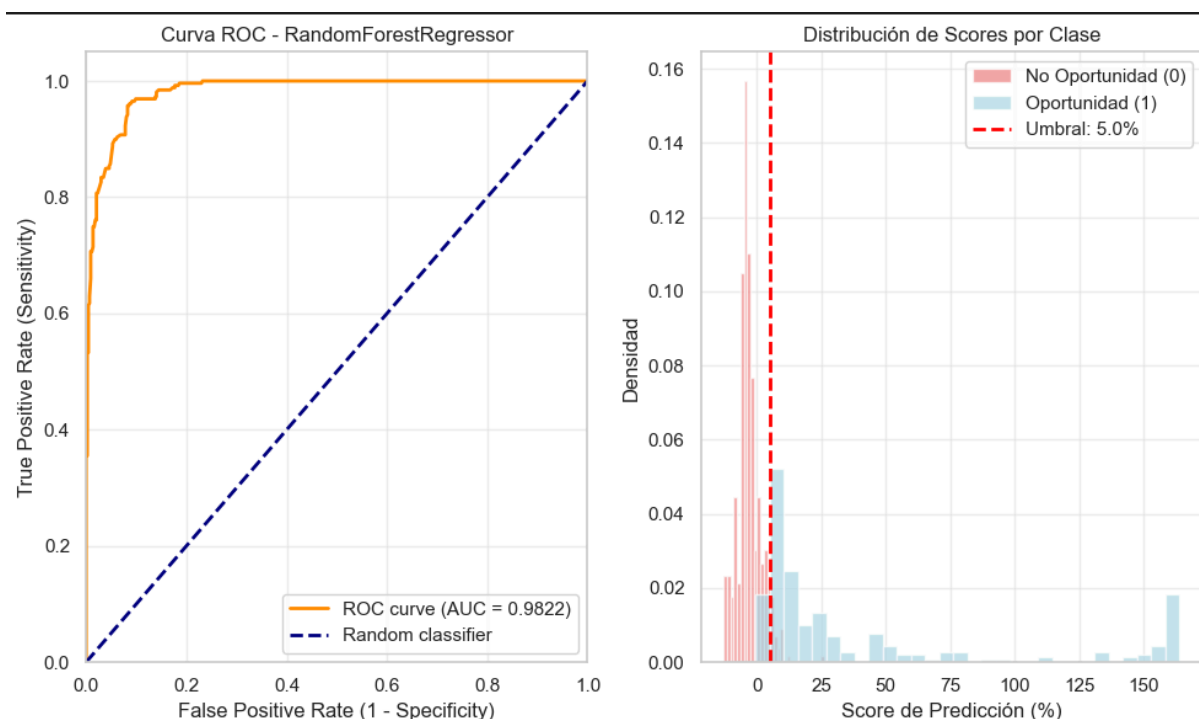 Curva ROC - RandomForestRegressor
1.0
0.8
0.6
0.4
0.2
0.0
True Positive Rate (Sensitivity)
ROC curve (AUC = 0.9822)
Random classifier
0.0 0.2 0.4 0.6 0.8 1.0
False Positive Rate (1 - Specificity)
Distribución de Scores por Clase
0.16
0.14
0.12
0.10
0.08
0.06
0.04
0.02
0.00
Densidad
No Oportunidad (0)
Oportunidad (1)
Umbral: 5.0%
0 25 50 75 100 125 150
Score de Predicción (%)